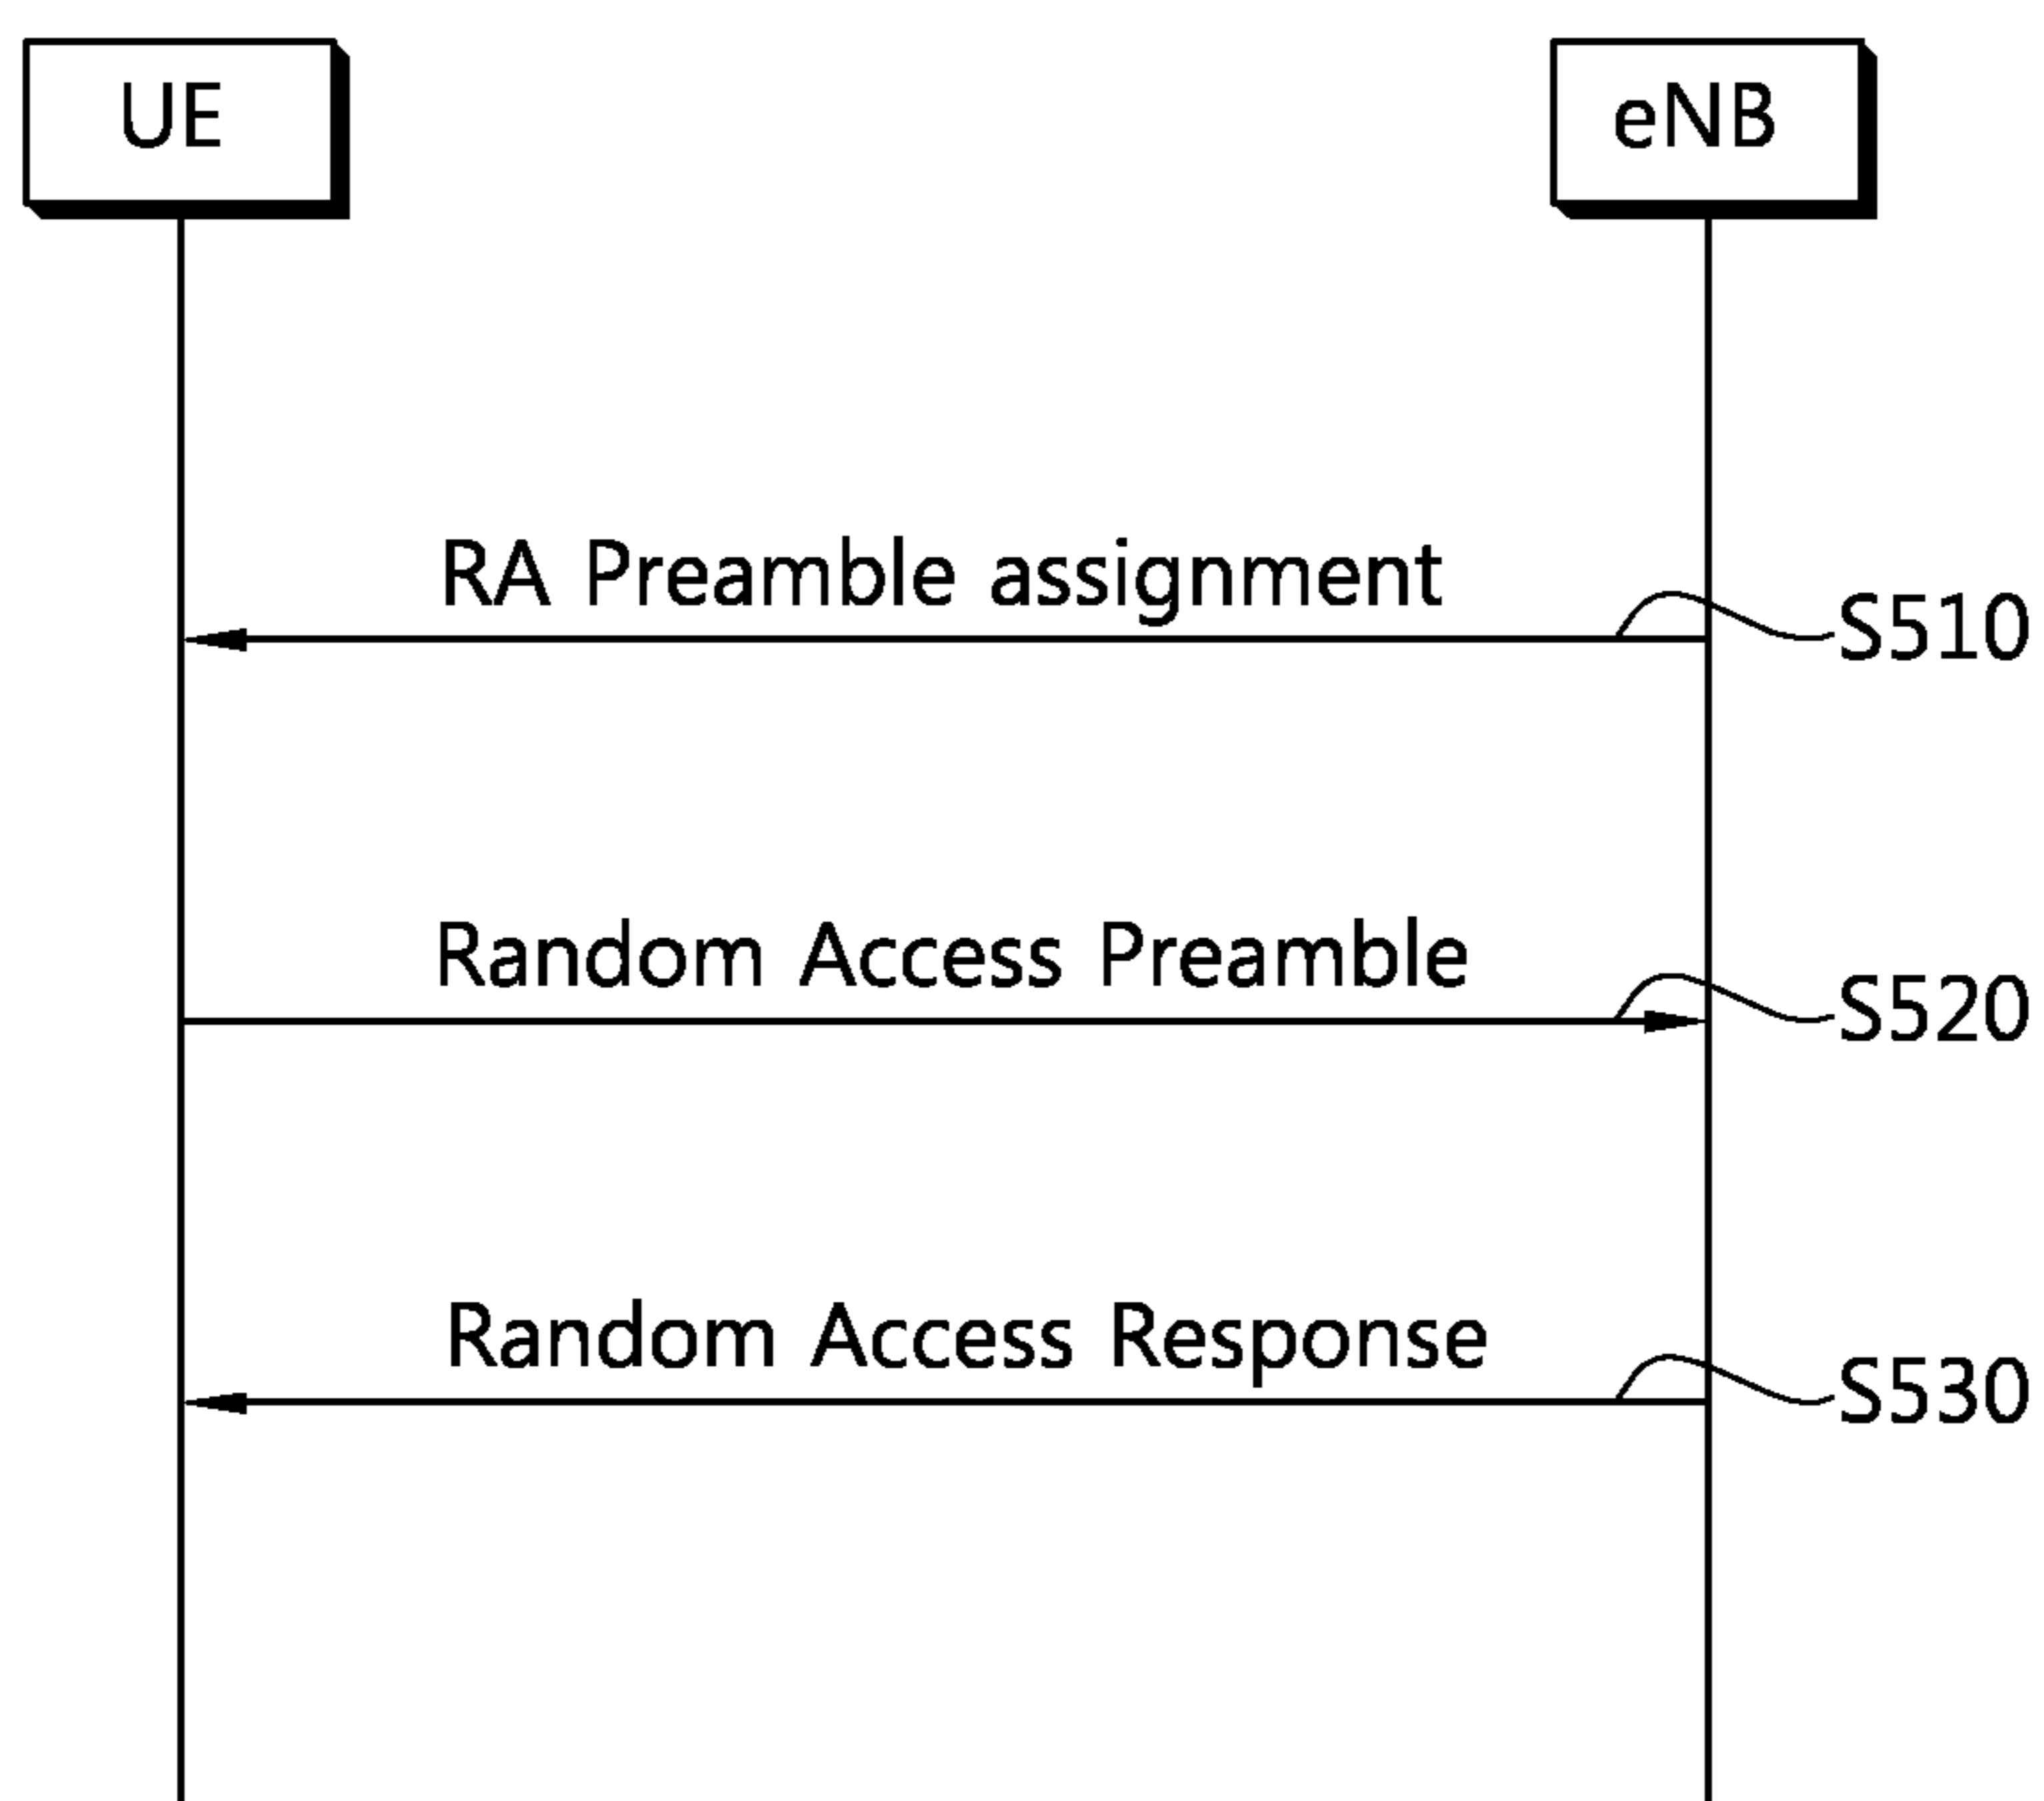 UE
eNB
RA Preamble assignment
S510
Random Access Preamble
S520
Random Access Response
S530